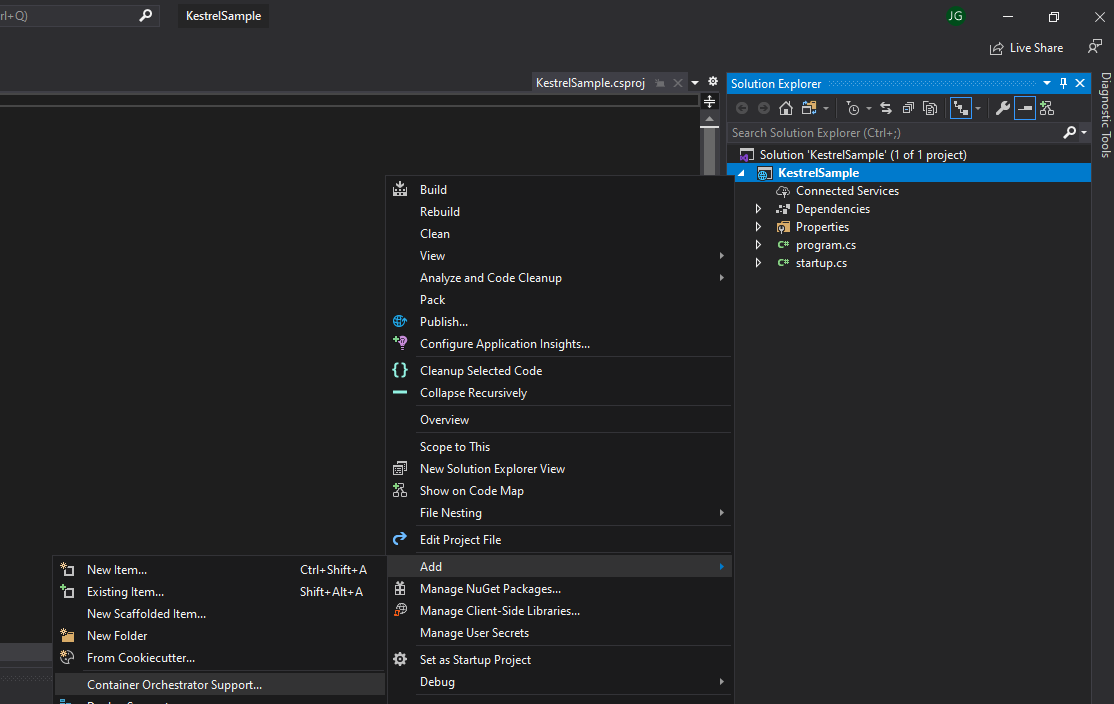 rl+Q)
KestrelSample
JG
Live Share
KestrelSample.csproj
Solution Explorer
Diagnostic Tools
Search Solution Explorer (Ctrl+;)
Solution 'KestrelSample' (1 of 1 project)
KestrelSample
Connected Services
Dependencies
Properties
C# program.cs
C# startup.cs
Build
Rebuild
Clean
View
Analyze and Code Cleanup
Pack
Publish...
Configure Application Insights...
Cleanup Selected Code
Collapse Recursively
Overview
Scope to This
New Solution Explorer View
Show on Code Map
File Nesting
Edit Project File
Add
Manage NuGet Packages...
Manage Client-Side Libraries...
Manage User Secrets
Set as Startup Project
Debug
New Item... Ctrl+Shift+A
Existing Item... Shift+Alt+A
New Scaffolded Item...
New Folder
From Cookiecutter...
Container Orchestrator Support...